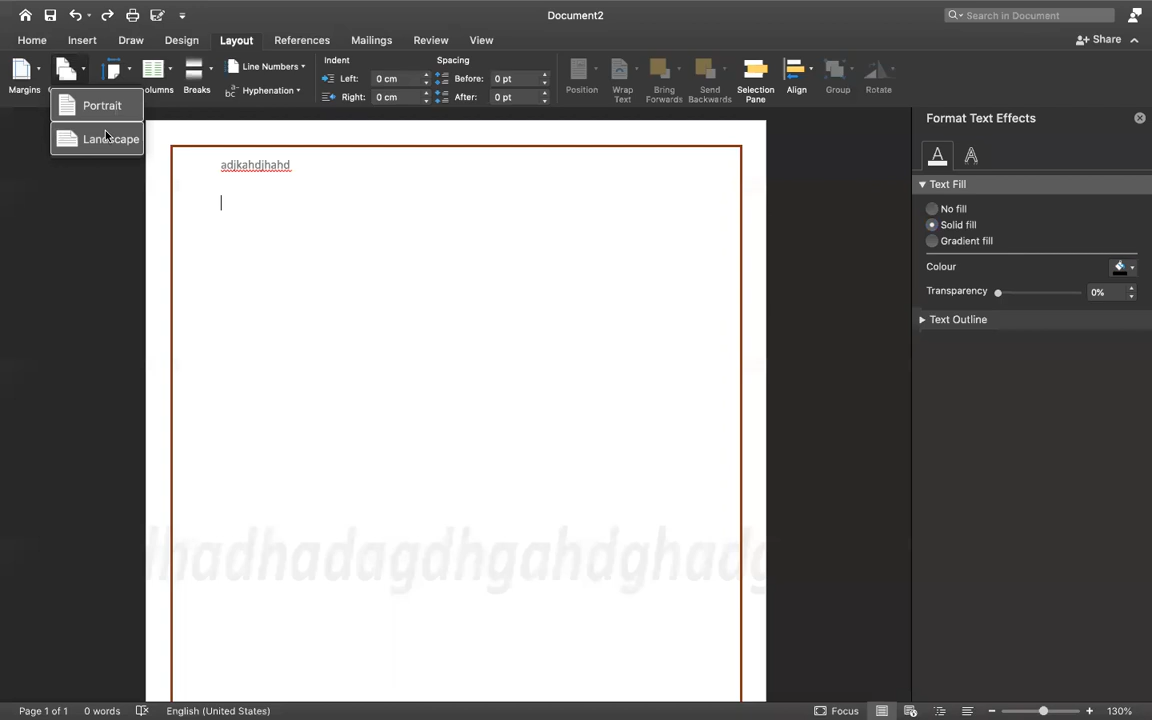 Document2
Search in Document
Home Insert Draw Design Layout References Mailings Review View
Share
Margins
Breaks
Line Numbers
Hyphenation
Indent
Left: 0 cm
Right: 0 cm
Spacing
Before: 0 pt
After: 0 pt
Position
Wrap Text
Bring Forwards
Send Backwards
Selection Pane
Align
Group
Rotate
Portrait
Landscape
adjkahdjhahd
Format Text Effects
Text Fill
No fill
Solid fill
Gradient fill
Colour
Transparency 0%
Text Outline
Page 1 of 1 0 words English (United States) Focus 130%